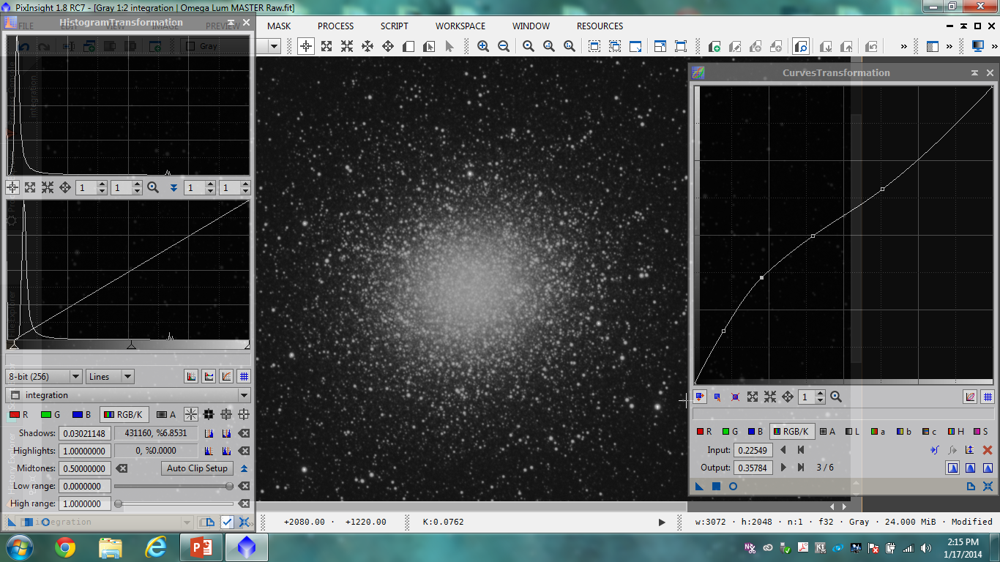 PixInsight 1.8 RC7 - [Gray 1:2 integration | Omega Lum MASTER Raw.fit]
HistogramTransformation
FILE EDIT VIEW IMAGE PREVIEW MASK PROCESS SCRIPT WORKSPACE WINDOW RESOURCES
Gray
integration
CurvesTransformation
1 1 1 1
8-bit (256) Lines
integration
R G B RGB/K A
Shadows: 0.03021148 431160, %6.8531
Highlights: 1.00000000 0, %0.0000
Midtones: 0.50000000 Auto Clip Setup
Low range: 0.0000000
High range: 1.0000000
integration
History Explorer
1
R G B RGB/K A L a b c H S
Input: 0.22549
Output: 0.35784 3 / 6
+2080.00 · +1220.00 K:0.0762 w:3072 · h:2048 · n:1 · f32 · Gray · 24.000 MiB · Modified
2:15 PM
1/17/2014